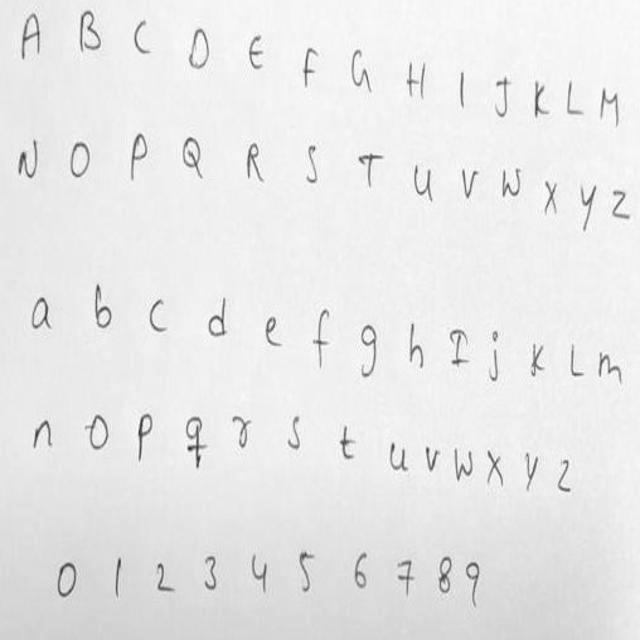 A B C D E F G H I J K L M
N O P Q R S T U V W X Y Z
a b c d e f g h I j k L m
n o p q r s t u v w x y z
0 1 2 3 4 5 6 7 8 9